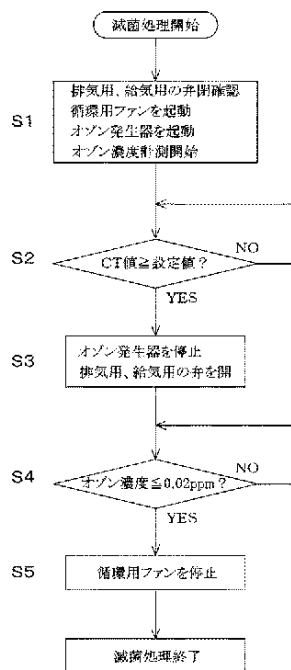 滅菌処理開始
S1
排気用、給気用の弁閉確認
循環用ファンを起動
オゾン発生器を起動
オゾン濃度計測開始
S2
CT値≧設定値?
NO
YES
S3
オゾン発生器を停止
排気用、給気用の弁を開
S4
オゾン濃度≦0.02ppm?
NO
YES
S5
循環用ファンを停止
滅菌処理終了